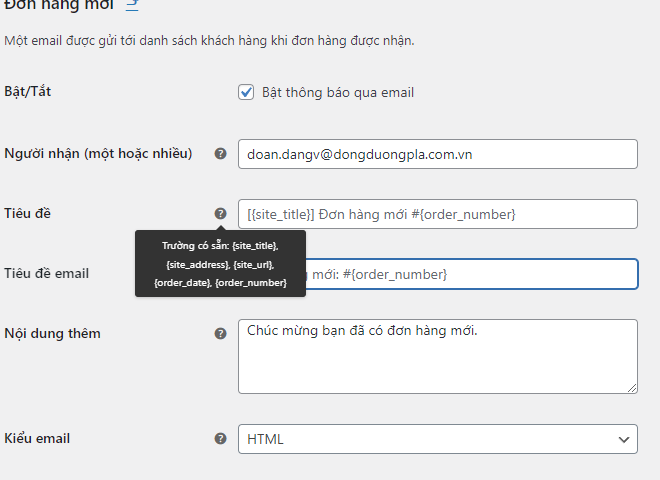 Đơn hàng mới
Một email được gửi tới danh sách khách hàng khi đơn hàng được nhận.
Bật/Tắt
Bật thông báo qua email
Người nhận (một hoặc nhiều)
doan.dangv@dongduongpla.com.vn
Tiêu đề
[{site_title}] Đơn hàng mới #{order_number}
Trường có sẵn: {site_title},
{site_address}, {site_url},
{order_date}, {order_number}
Tiêu đề email
mới: #{order_number}
Nội dung thêm
Chúc mừng bạn đã có đơn hàng mới.
Kiểu email
HTML